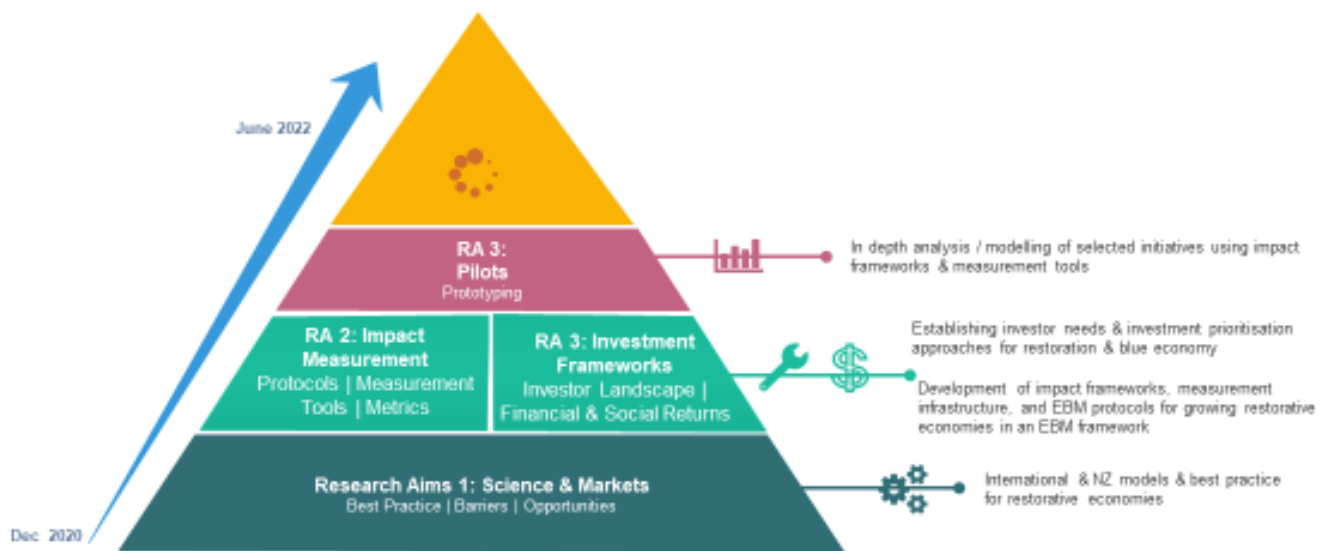 June 2022
RA 3:
Pilots
Prototyping
In depth analysis / modelling of selected initiatives using impact
frameworks & measurement tools
RA 2: Impact
Measurement
Protocols | Measurement
Tools | Metrics
RA 3: Investment
Frameworks
Investor Landscape |
Financial & Social Returns
Establishing investor needs & investment prioritisation
approaches for restoration & blue economy
Development of impact frameworks, measurement
infrastructure, and EBM protocols for growing restorative
economies in an EBM framework
Research Aims 1: Science & Markets
Best Practice | Barriers | Opportunities
International & NZ models & best practice
for restorative economies
Dec 2020